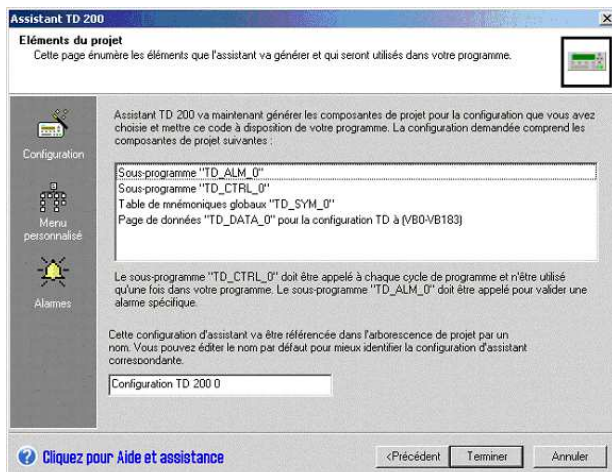 Assistant TD 200
Eléments du projet
Cette page énumère les éléments que l'assistant va générer et qui seront utilisés dans votre programme.
Configuration
Menu personnalisé
Alarmes
Assistant TD 200 va maintenant générer les composantes de projet pour la configuration que vous avez
choisie et mettre ce code à disposition de votre programme. La configuration demandée comprend les
composantes de projet suivantes :
Sous-programme "TD_ALM_0"
Sous-programme "TD_CTRL_0"
Table de mnémoniques globaux "TD_SYM_0"
Page de données "TD_DATA_0" pour la configuration TD à (VB0-VB183)
Le sous-programme "TD_CTRL_0" doit être appelé à chaque cycle de programme et n'être utilisé
qu'une fois dans votre programme. Le sous-programme "TD_ALM_0" doit être appelé pour valider une
alarme spécifique.
Cette configuration d'assistant va être référencée dans l'arborescence de projet par un
nom. Vous pouvez éditer le nom par défaut pour mieux identifier la configuration d'assistant
correspondante.
Configuration TD 200 0
Cliquez pour Aide et assistance
<Précédent
Terminer
Annuler